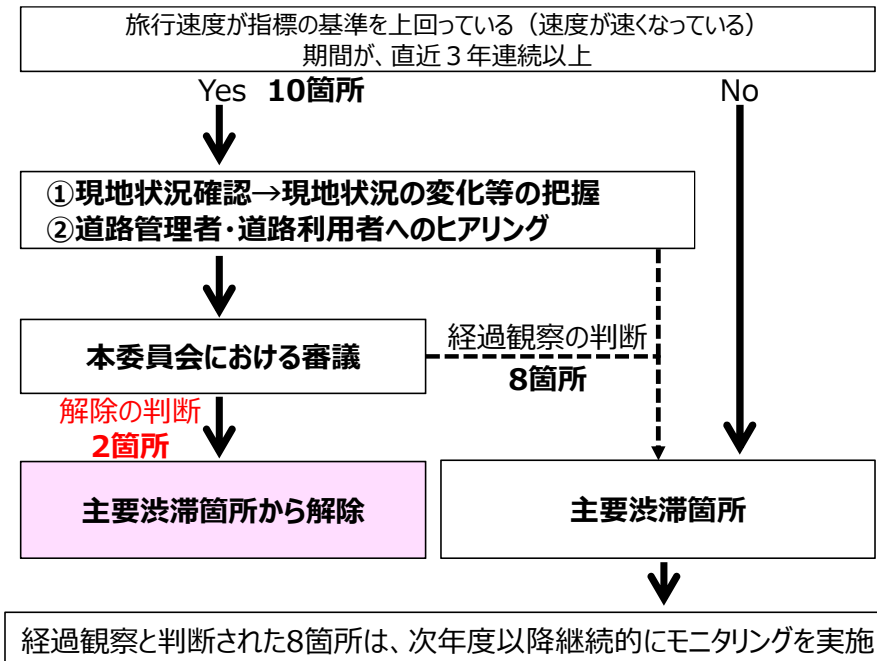 旅行速度が指標の基準を上回っている（速度が速くなっている）
期間が、直近３年連続以上
Yes 10箇所
No
①現地状況確認→現地状況の変化等の把握
②道路管理者・道路利用者へのヒアリング
本委員会における審議
経過観察の判断
8箇所
解除の判断
2箇所
主要渋滞箇所から解除
主要渋滞箇所
経過観察と判断された8箇所は、次年度以降継続的にモニタリングを実施